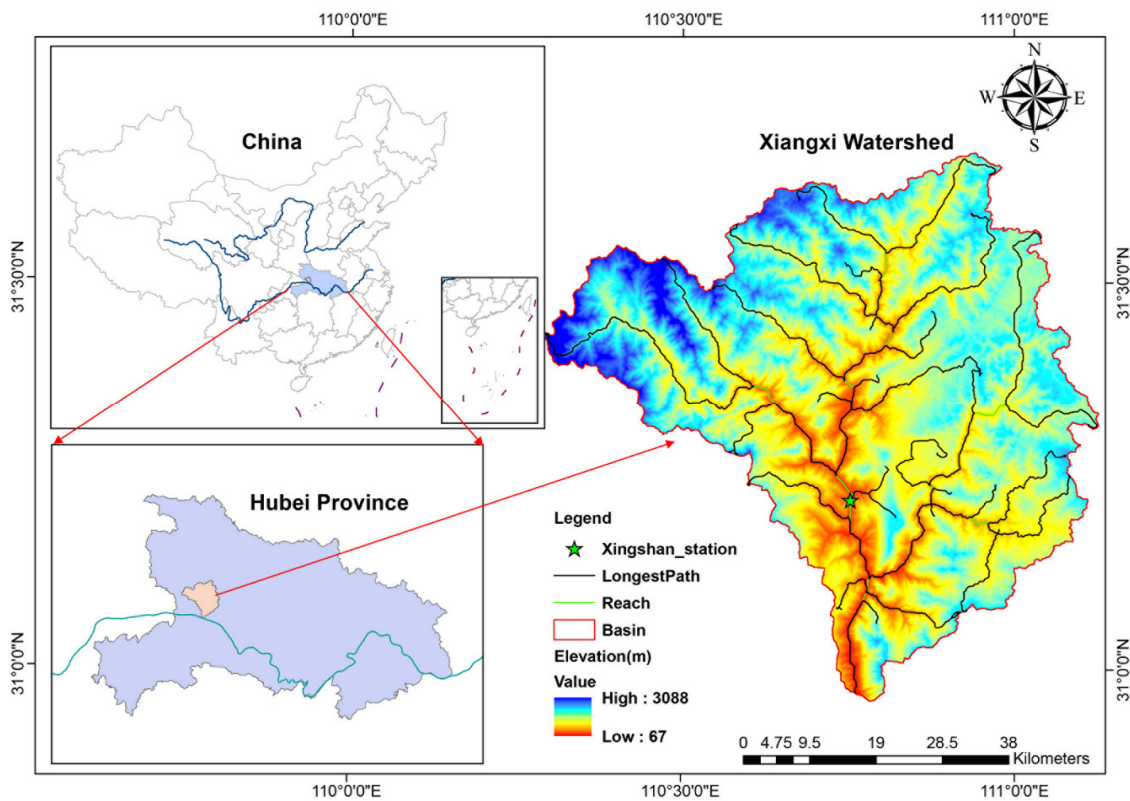 110°0'0"E
110°30'0"E
111°0'0"E
N
W
E
S
China
Xiangxi Watershed
31°30'0"N
31°30'0"N
Hubei Province
Legend
Xingshan_station
LongestPath
Reach
Basin
Elevation(m)
Value
High : 3088
Low : 67
31°0'0"N
31°0'0"N
0 4.75 9.5 19 28.5 38
Kilometers
110°0'0"E
110°30'0"E
111°0'0"E